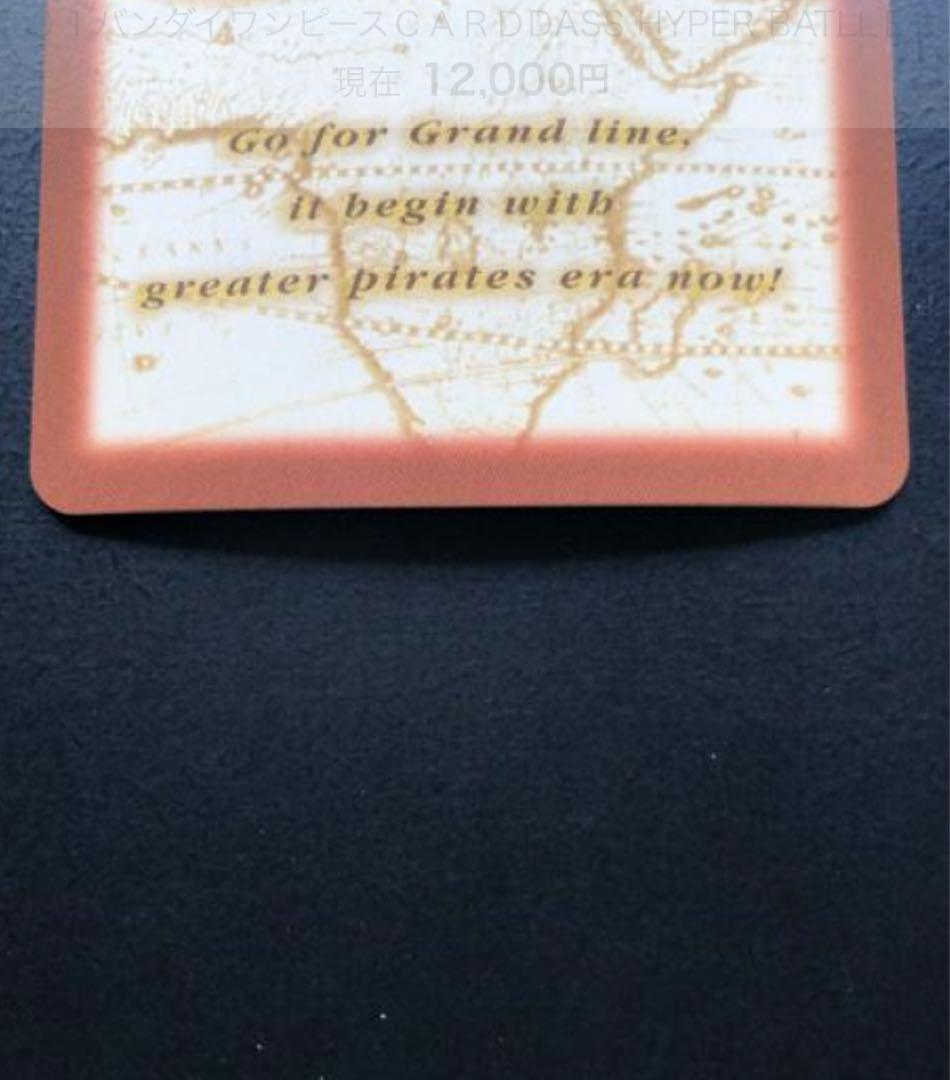 バンダイワンピースＣＡＲＤＤASS HYPER BATLLE
現在 12,000円
Go for Grand line,
it begin with
greater pirates era now!